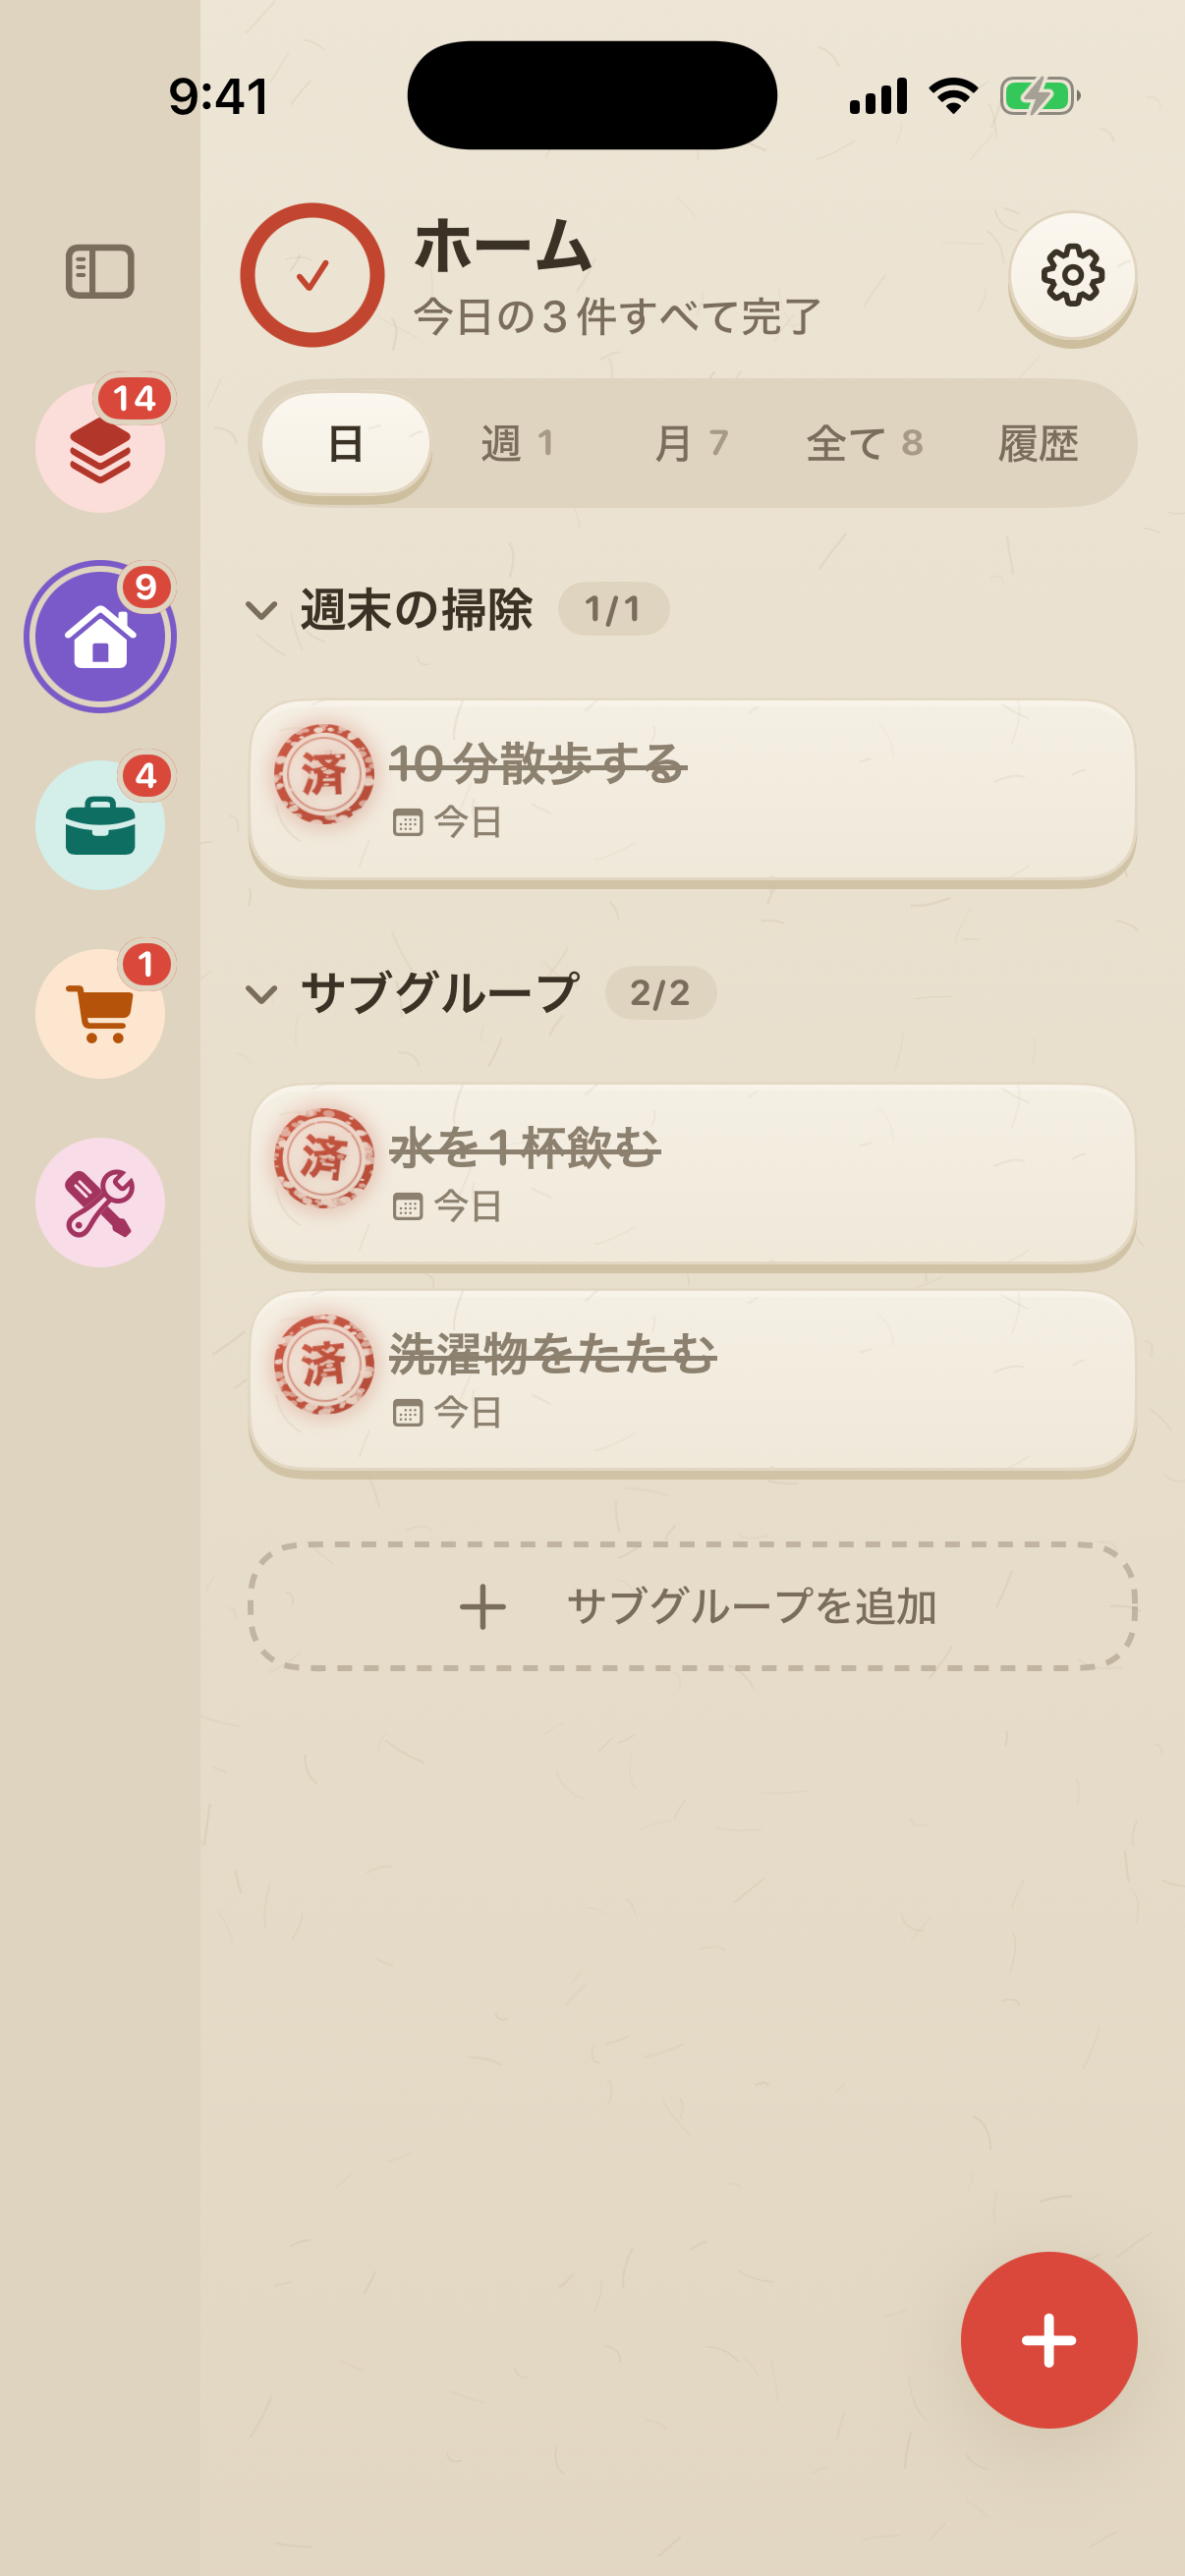 9:41
ホーム
今日の3件すべて完了
14
日 週 1 月 7 全て 8 履歴
9
週末の掃除 1/1
済 10分散歩する
今日
4
サブグループ 2/2
1
済 水を1杯飲む
今日
済 洗濯物をたたむ
今日
サブグループを追加